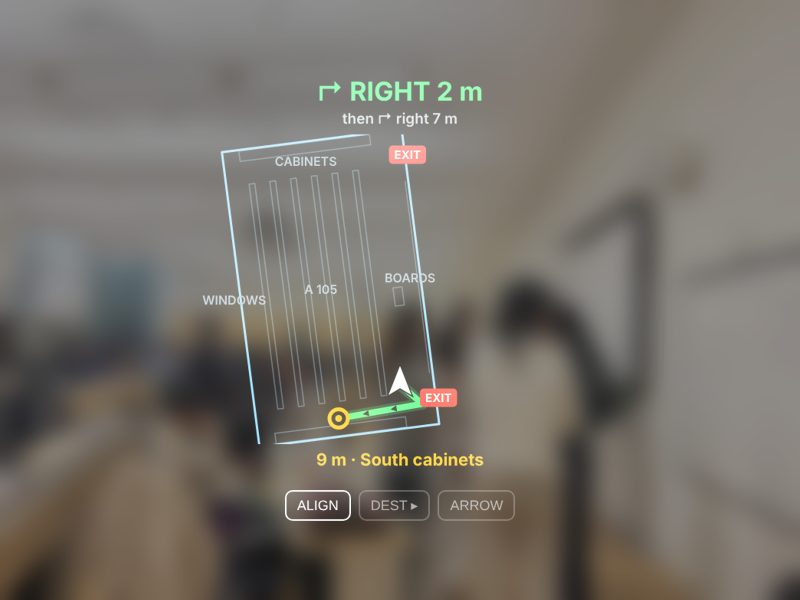 ↱ RIGHT 2 m
then ↱ right 7 m
EXIT
CABINETS
BOARDS
A 105
WINDOWS
EXIT
9 m · South cabinets
ALIGN
DEST ▸
ARROW